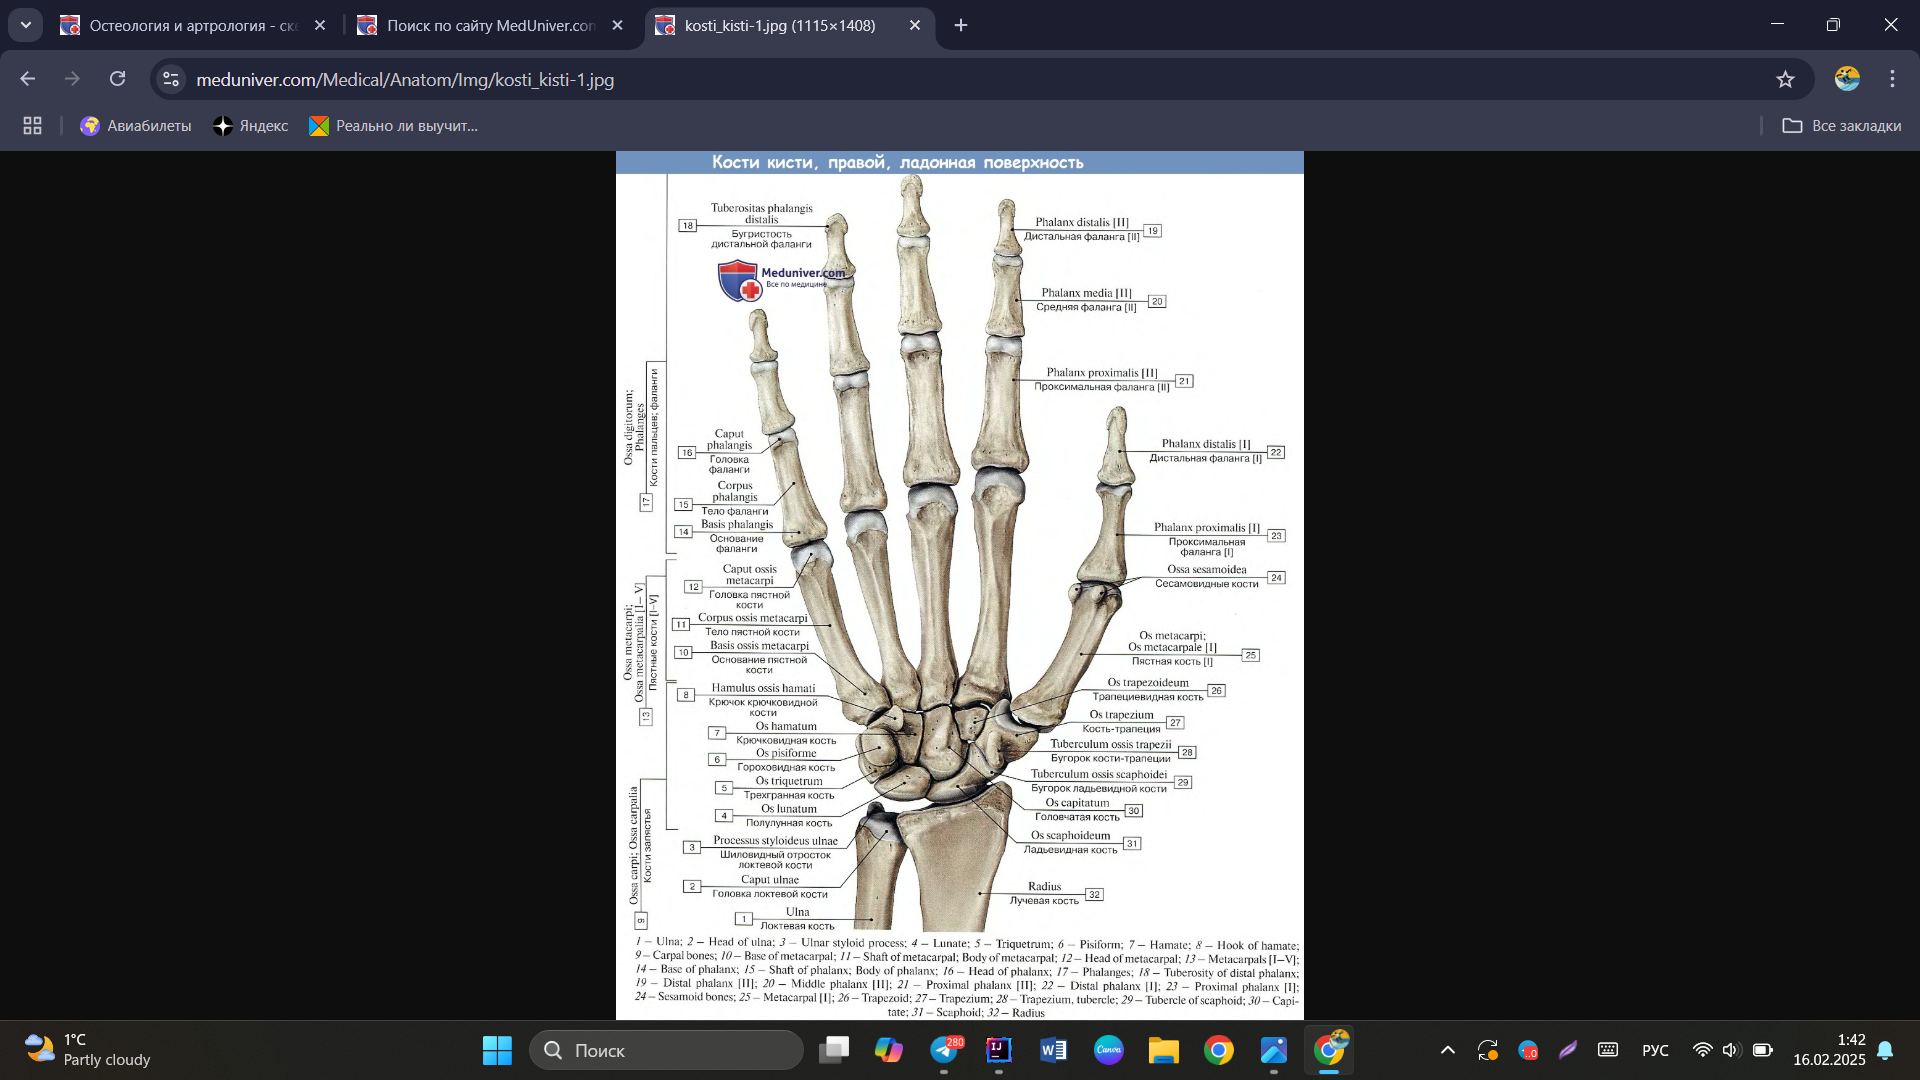 Остеология и артрология - ске
Поиск по сайту MedUniver.con
kosti_kisti-1.jpg (1115×1408)
meduniver.com/Medical/Anatom/Img/kosti_kisti-1.jpg
Авиабилеты
Яндекс
Реально ли выучит...
Все закладки
Кости кисти, правой, ладонная поверхность
18
Tuberositas phalangis
distalis
Бугристость
дистальной фаланги
Meduniver.com
Все по медицине
Ossa digitorum;
Phalanges
Кости пальцев; фаланги
17
16
Caput
phalangis
Головка
фаланги
15
Corpus
phalangis
Тело фаланги
14
Basis phalangis
Основание
фаланги
Ossa metacarpi;
Ossa metacarpalia [I–V]
Пястные кости [I–V]
13
12
Caput ossis
metacarpi
Головка пястной
кости
11
Corpus ossis metacarpi
Тело пястной кости
10
Basis ossis metacarpi
Основание пястной
кости
8
Hamulus ossis hamati
Крючок крючковидной
кости
7
Os hamatum
Крючковидная кость
6
Os pisiforme
Гороховидная кость
5
Os triquetrum
Трехгранная кость
4
Os lunatum
Полулунная кость
Ossa carpi; Ossa carpalia
Кости запястья
9
3
Processus styloideus ulnae
Шиловидный отросток
локтевой кости
2
Caput ulnae
Головка локтевой кости
1
Ulna
Локтевая кость
Phalanx distalis [II]
Дистальная фаланга [II]
19
Phalanx media [II]
Средняя фаланга [II]
20
Phalanx proximalis [II]
Проксимальная фаланга [II]
21
Phalanx distalis [I]
Дистальная фаланга [I]
22
Phalanx proximalis [I]
Проксимальная
фаланга [I]
23
Ossa sesamoidea
Сесамовидные кости
24
Os metacarpi;
Os metacarpale [I]
Пястная кость [I]
25
Os trapezoideum
Трапециевидная кость
26
Os trapezium
Кость-трапеция
27
Tuberculum ossis trapezii
Бугорок кости-трапеции
28
Tuberculum ossis scaphoidei
Бугорок ладьевидной кости
29
Os capitatum
Головчатая кость
30
Os scaphoideum
Ладьевидная кость
31
Radius
Лучевая кость
32
1 – Ulna; 2 – Head of ulna; 3 – Ulnar styloid process; 4 – Lunate; 5 – Triquetrum; 6 – Pisiform; 7 – Hamate; 8 – Hook of hamate;
9 – Carpal bones; 10 – Base of metacarpal; 11 – Shaft of metacarpal; Body of metacarpal; 12 – Head of metacarpal; 13 – Metacarpals [I–V];
14 – Base of phalanx; 15 – Shaft of phalanx; Body of phalanx; 16 – Head of phalanx; 17 – Phalanges; 18 – Tuberosity of distal phalanx;
19 – Distal phalanx [II]; 20 – Middle phalanx [II]; 21 – Proximal phalanx [II]; 22 – Distal phalanx [I]; 23 – Proximal phalanx [I];
24 – Sesamoid bones; 25 – Metacarpal [I]; 26 – Trapezoid; 27 – Trapezium; 28 – Trapezium, tubercle; 29 – Tubercle of scaphoid; 30 – Capi-
tate; 31 – Scaphoid; 32 – Radius
1°C
Partly cloudy
Поиск
280
IJ
W
Canva
РУС
1:42
16.02.2025